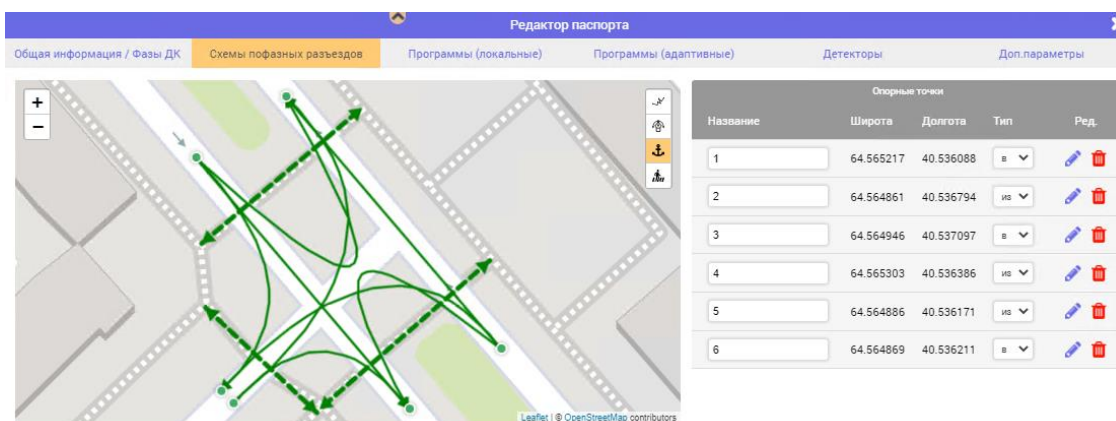 Редактор паспорта
Общая информация / Фазы ДК Схемы пофазных разъездов Программы (локальные) Программы (адаптивные) Детекторы Доп.параметры
+
−
Опорные точки
Название Широта Долгота Тип Ред.
1 64.565217 40.536088 в
2 64.564861 40.536794 из
3 64.564946 40.537097 в
4 64.565303 40.536386 из
5 64.564886 40.536171 из
6 64.564869 40.536211 в
Leaflet | © OpenStreetMap contributors